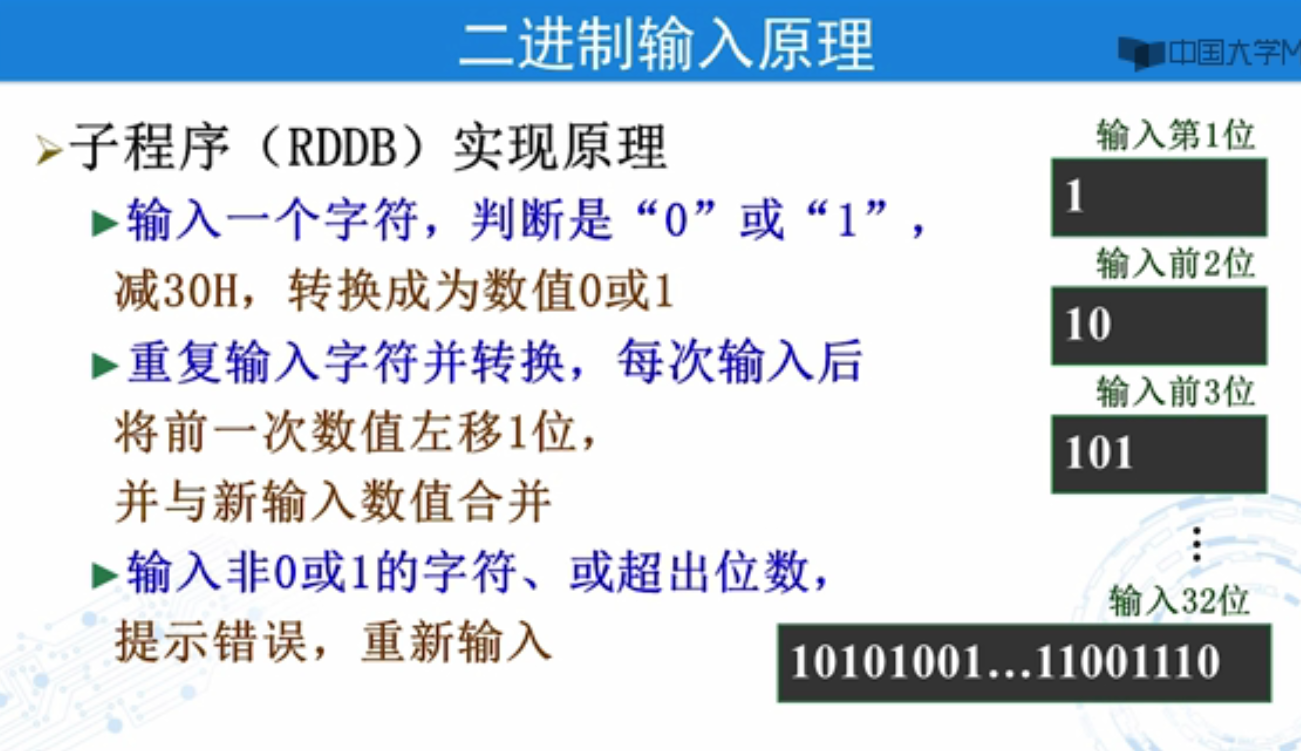 二进制输入原理
中国大学M
子程序（RDDB）实现原理
输入一个字符，判断是“0”或“1”，
减30H，转换成为数值0或1
重复输入字符并转换，每次输入后
将前一次数值左移1位，
并与新输入数值合并
输入非0或1的字符、或超出位数，
提示错误，重新输入
输入第1位
1
输入前2位
10
输入前3位
101
⋮
输入32位
10101001…11001110